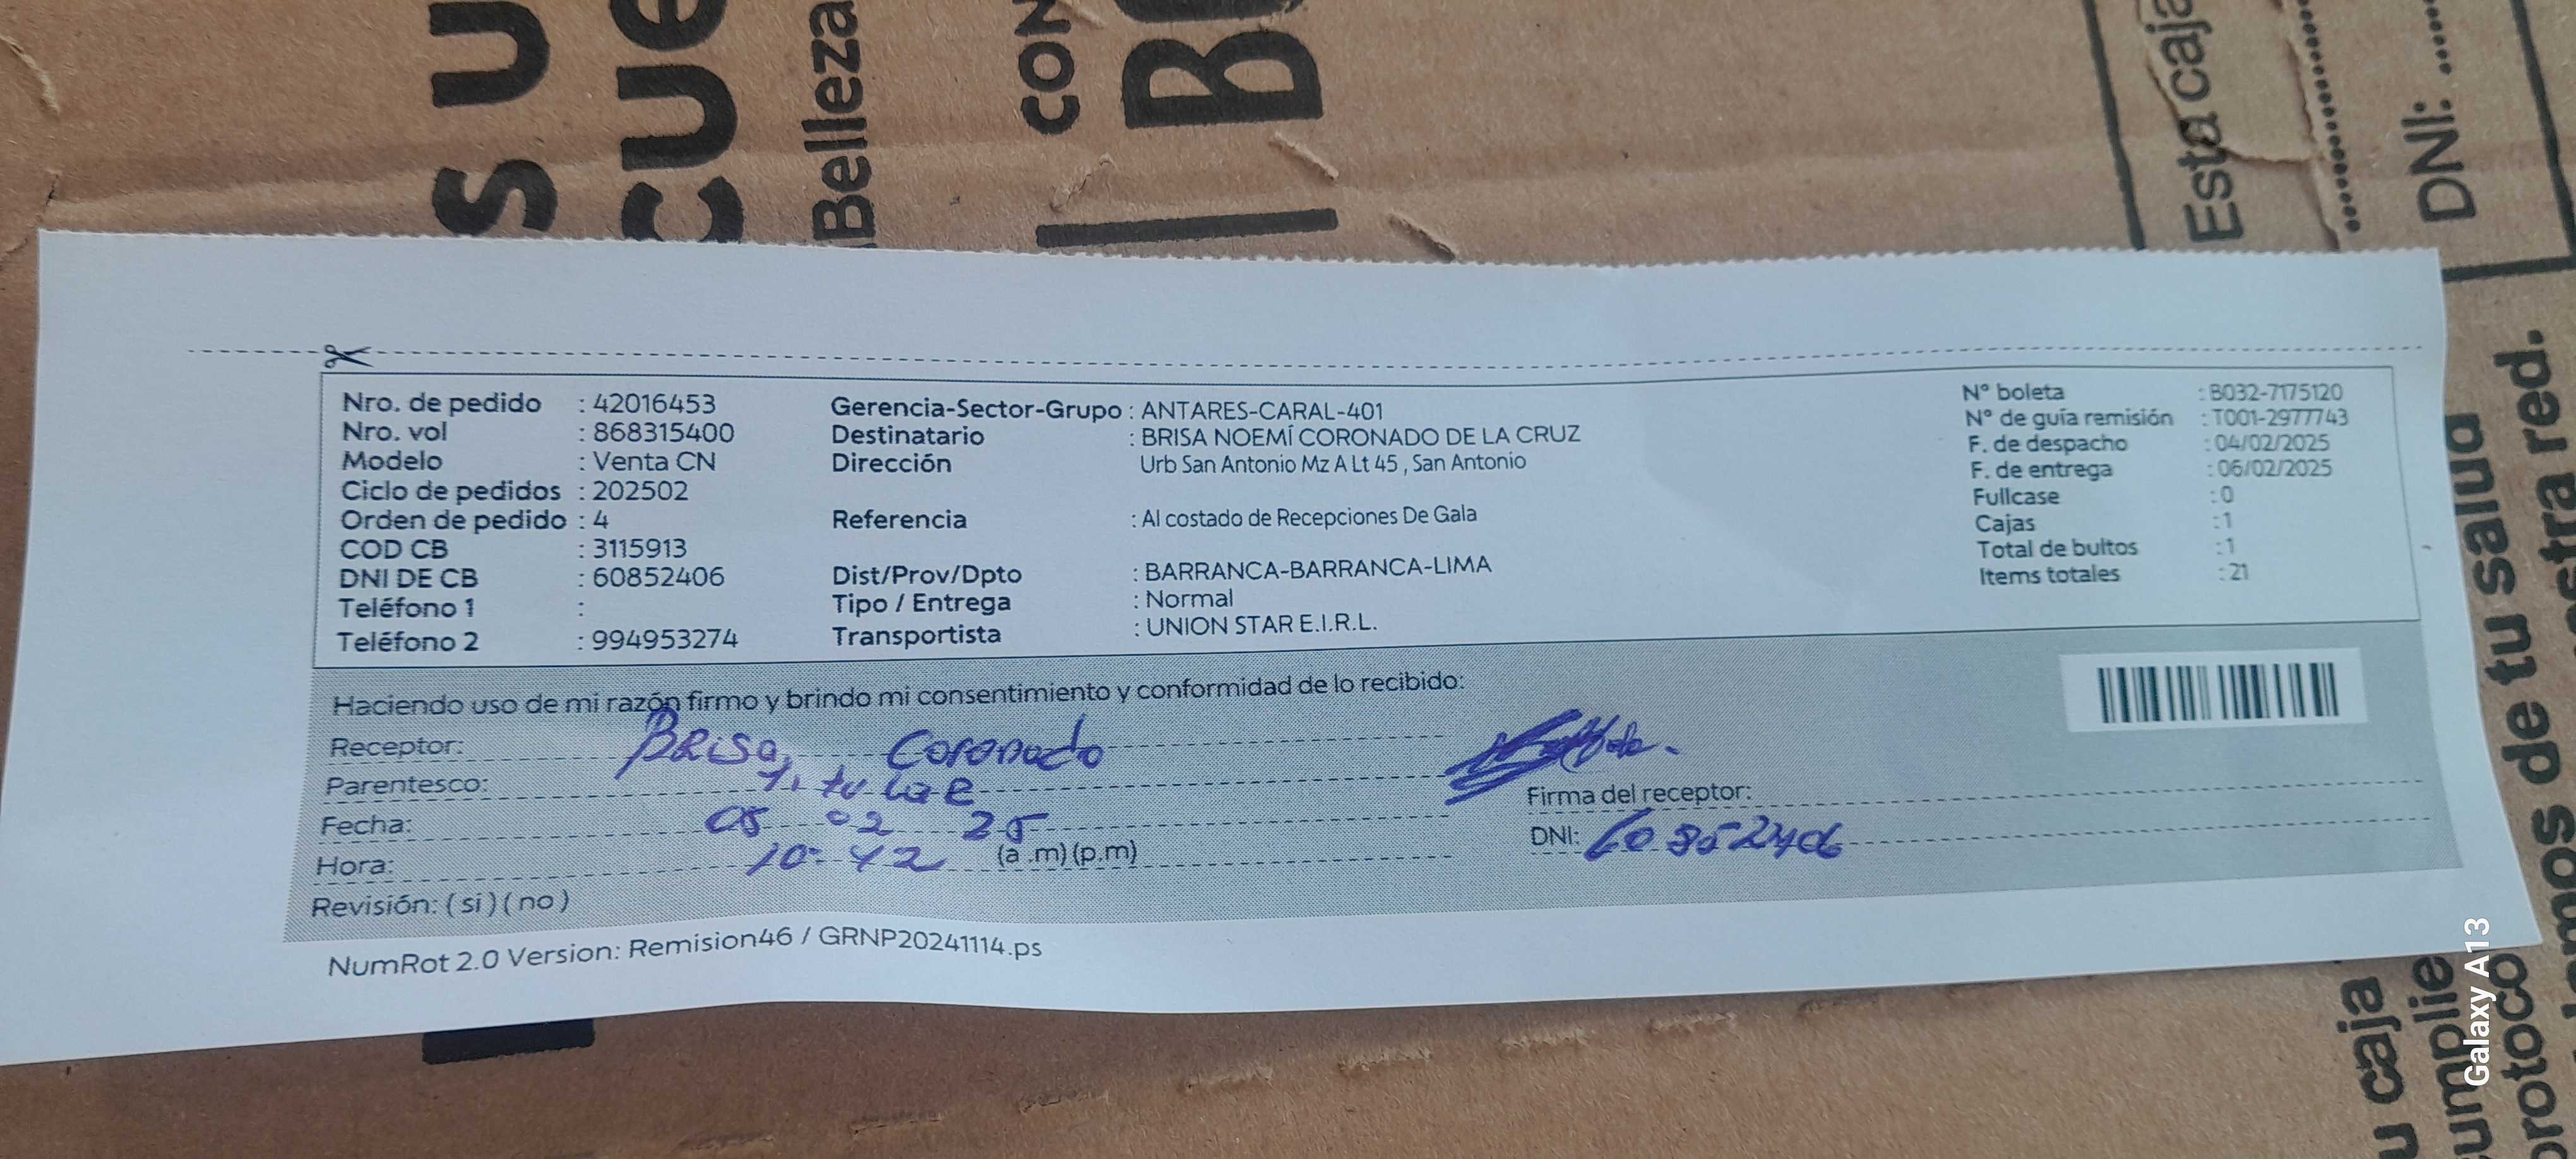 su
cue
Belleza
CON
Esta caja
DNI:
Nro. de pedido : 42016453
Nro. vol : 868315400
Modelo : Venta CN
Ciclo de pedidos : 202502
Orden de pedido : 4
COD CB : 3115913
DNI DE CB : 60852406
Teléfono 1 :
Teléfono 2 : 994953274
Gerencia-Sector-Grupo : ANTARES-CARAL-401
Destinatario : BRISA NOEMÍ CORONADO DE LA CRUZ
Dirección Urb San Antonio Mz A Lt 45 , San Antonio
Referencia : Al costado de Recepciones De Gala
Dist/Prov/Dpto : BARRANCA-BARRANCA-LIMA
Tipo / Entrega : Normal
Transportista : UNION STAR E.I.R.L.
N° boleta : B032-7175120
N° de guía remisión : T001-2977743
F. de despacho : 04/02/2025
F. de entrega : 06/02/2025
Fullcase : 0
Cajas : 1
Total de bultos : 1
Items totales : 21
Haciendo uso de mi razón firmo y brindo mi consentimiento y conformidad de lo recibido:
Receptor: Brisa Coronado
Parentesco: Titular
Fecha: 05 02 25
Hora: 10:42 (a .m) (p.m)
Revisión: ( si ) ( no )
Firma del receptor:
DNI: 60852406
NumRot 2.0 Version: Remision46 / GRNP20241114.ps
de tu salud
estra red.
u caja
cumplie
protoco
Galaxy A13